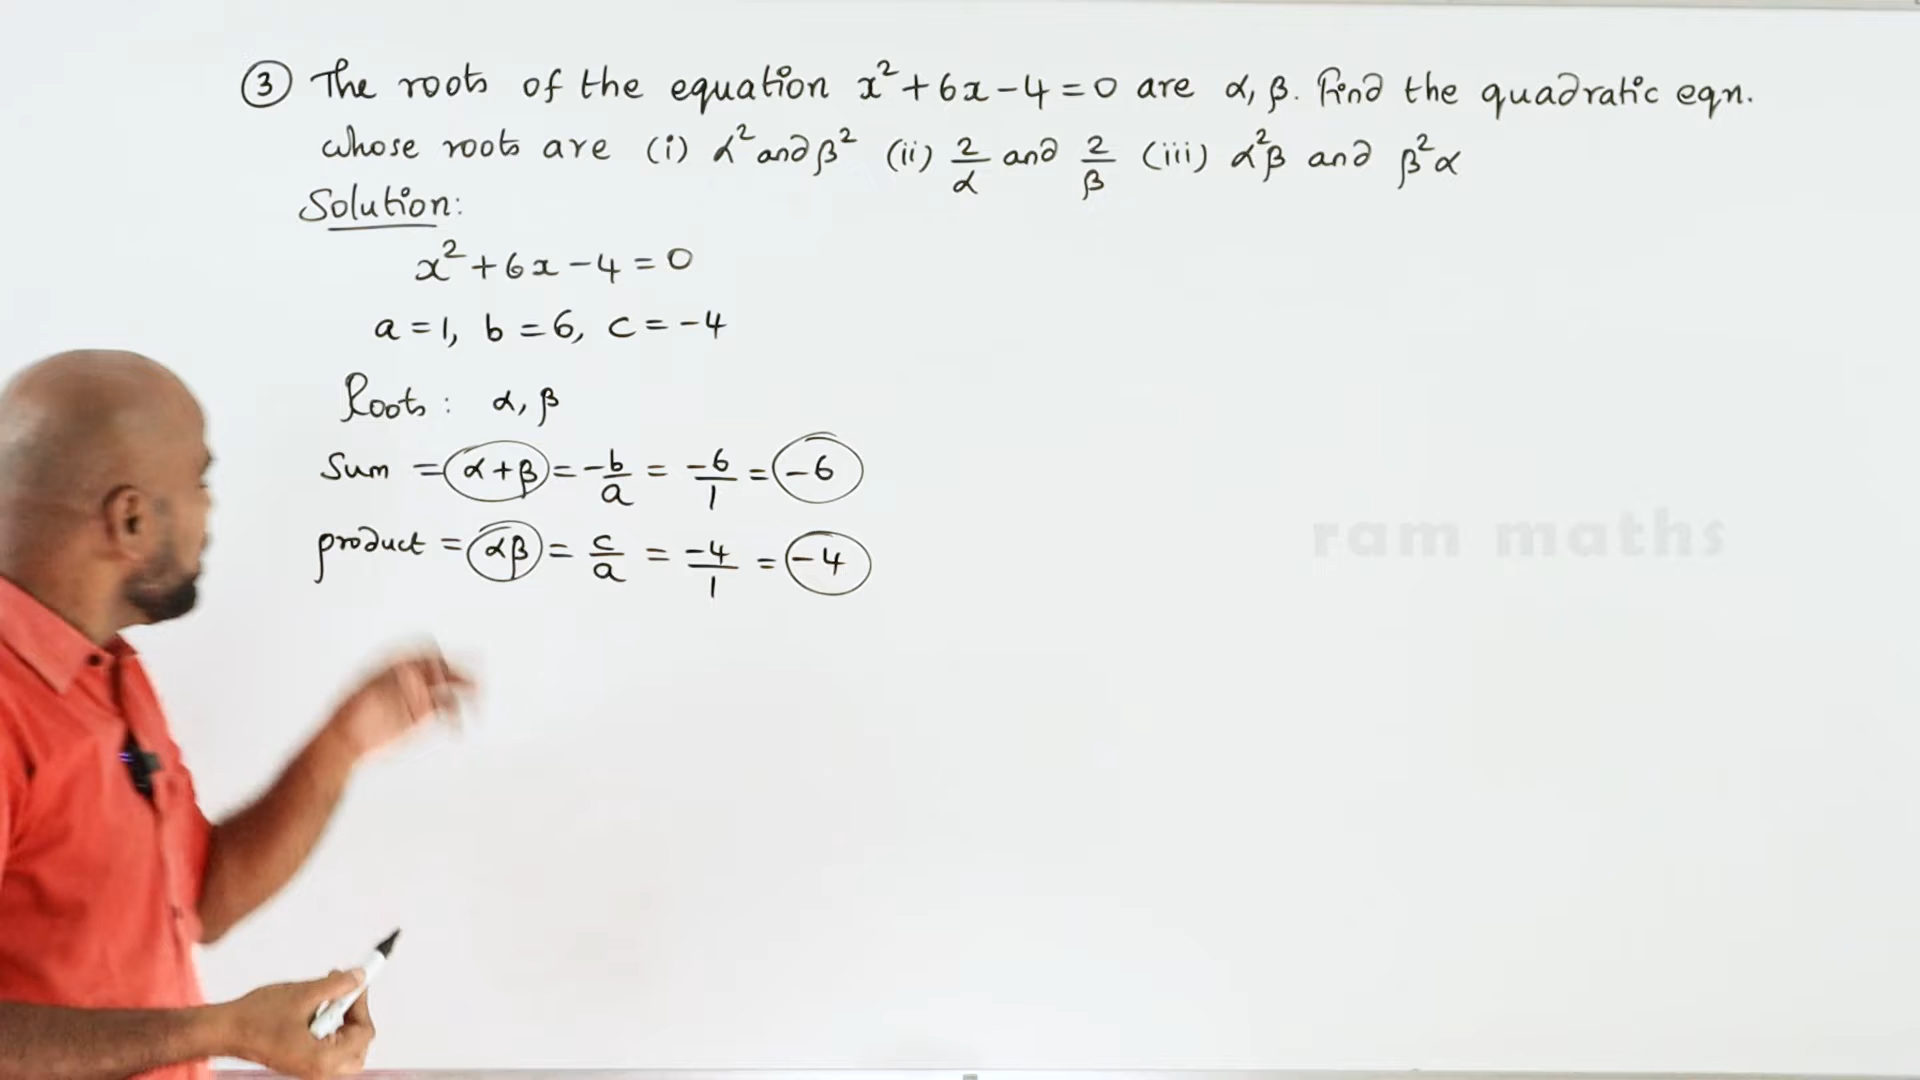 ③ The roots of the equation x²+6x-4=0 are α, β. Find the quadratic eqn.
whose roots are (i) α² and β² (ii) 2/α and 2/β (iii) α²β and β²α
Solution:
x²+6x-4=0
a=1, b=6, c=-4
Roots: α, β
Sum = α+β = -b/a = -6/1 = -6
product = αβ = c/a = -4/1 = -4
ram maths